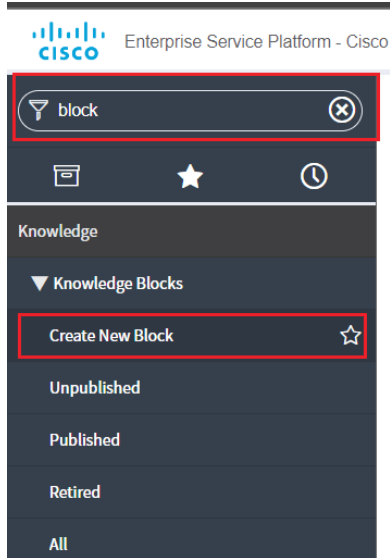 CISCO
Enterprise Service Platform - Cisco
block
Knowledge
Knowledge Blocks
Create New Block
Unpublished
Published
Retired
All